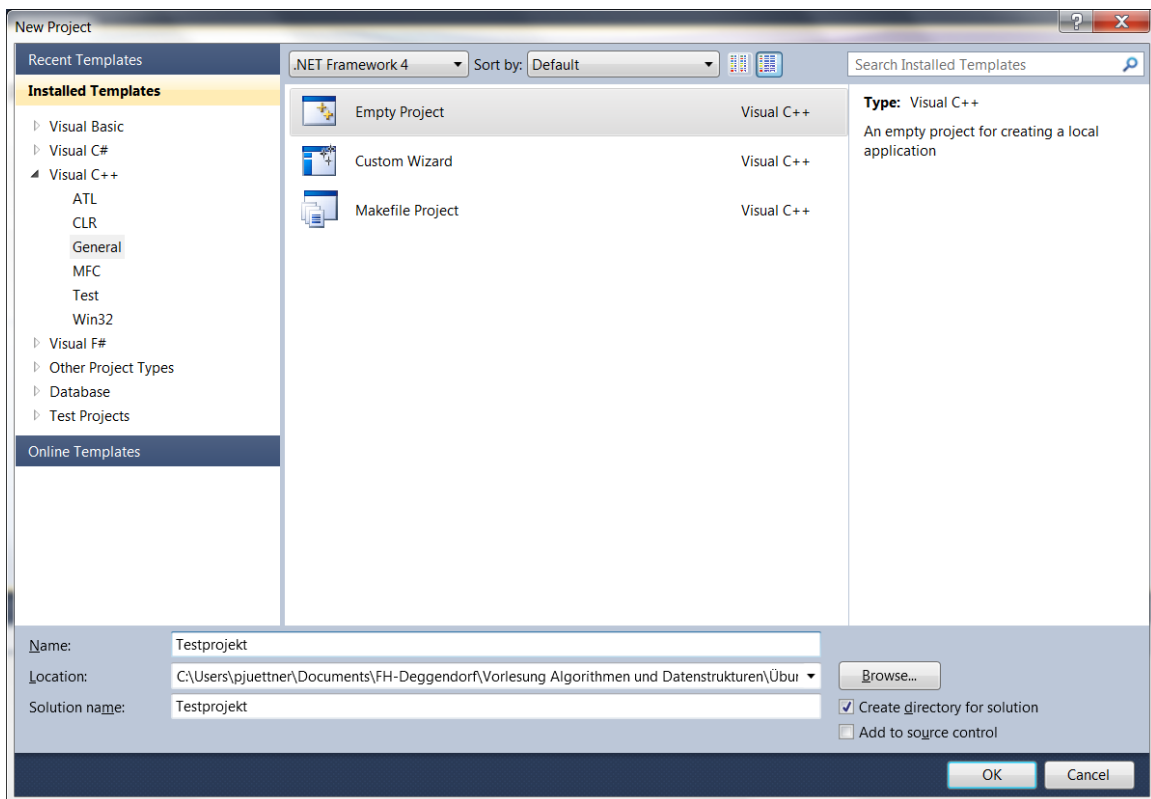 New Project
Recent Templates
Installed Templates
Visual Basic
Visual C#
Visual C++
ATL
CLR
General
MFC
Test
Win32
Visual F#
Other Project Types
Database
Test Projects
Online Templates
.NET Framework 4 Sort by: Default
Empty Project Visual C++
Custom Wizard Visual C++
Makefile Project Visual C++
Search Installed Templates
Type: Visual C++
An empty project for creating a local
application
Name: Testprojekt
Location: C:\Users\pjuettner\Documents\FH-Deggendorf\Vorlesung Algorithmen und Datenstrukturen\Übur Browse...
Solution name: Testprojekt
Create directory for solution
Add to source control
OK Cancel